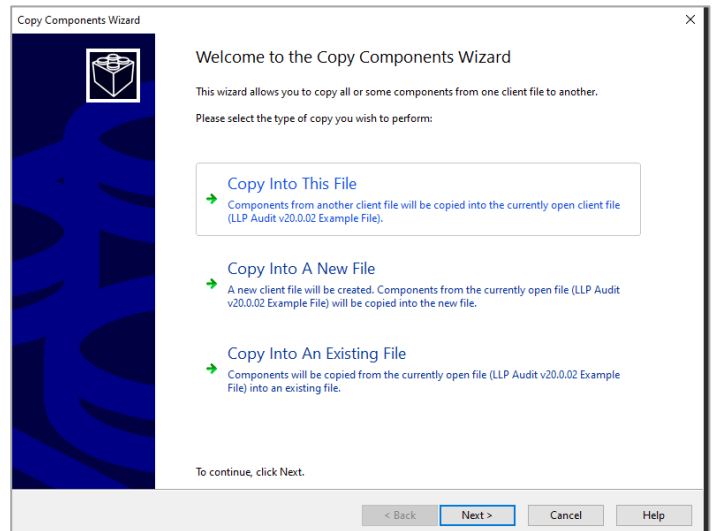 Copy Components Wizard
Welcome to the Copy Components Wizard
This wizard allows you to copy all or some components from one client file to another.
Please select the type of copy you wish to perform:
Copy Into This File
Components from another client file will be copied into the currently open client file
(LLP Audit v20.0.02 Example File).
Copy Into A New File
A new client file will be created. Components from the currently open file (LLP Audit
v20.0.02 Example File) will be copied into the new file.
Copy Into An Existing File
Components will be copied from the currently open file (LLP Audit v20.0.02 Example
File) into an existing file.
To continue, click Next.
< Back Next > Cancel Help